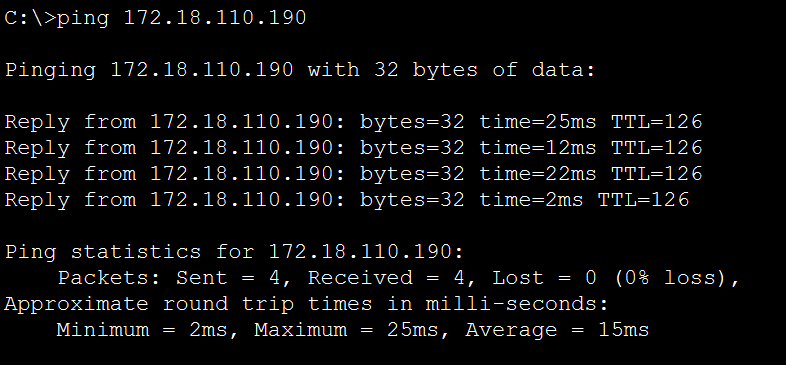 C:\>ping 172.18.110.190
Pinging 172.18.110.190 with 32 bytes of data:
Reply from 172.18.110.190: bytes=32 time=25ms TTL=126
Reply from 172.18.110.190: bytes=32 time=12ms TTL=126
Reply from 172.18.110.190: bytes=32 time=22ms TTL=126
Reply from 172.18.110.190: bytes=32 time=2ms TTL=126
Ping statistics for 172.18.110.190:
    Packets: Sent = 4, Received = 4, Lost = 0 (0% loss),
Approximate round trip times in milli-seconds:
    Minimum = 2ms, Maximum = 25ms, Average = 15ms